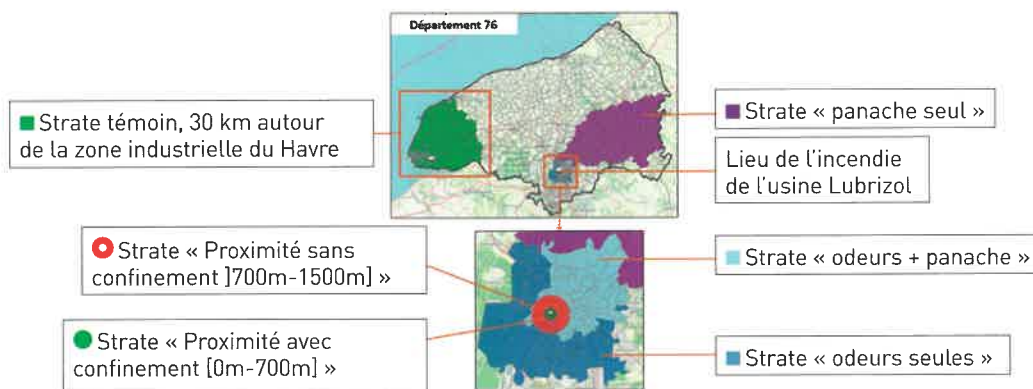 Département 76
Strate témoin, 30 km autour
de la zone industrielle du Havre
Strate « panache seul »
Lieu de l'incendie
de l'usine Lubrizol
Strate « Proximité sans
confinement ]700m-1500m] »
Strate « odeurs + panache »
Strate « Proximité avec
confinement [0m-700m] »
Strate « odeurs seules »